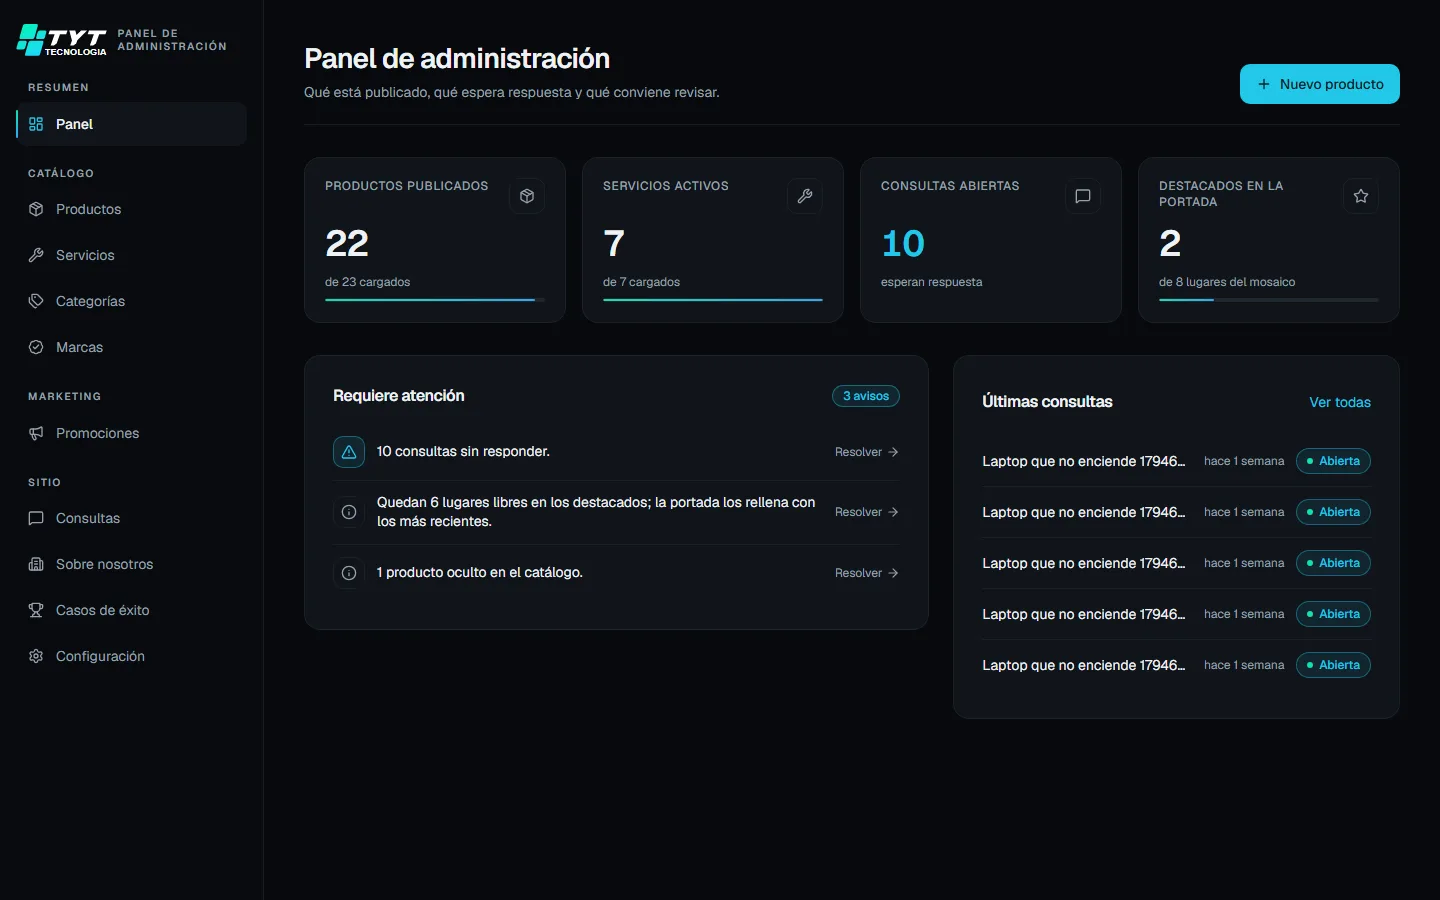 TYT
TECNOLOGIA
PANEL DE
ADMINISTRACIÓN
RESUMEN
Panel
CATÁLOGO
Productos
Servicios
Categorías
Marcas
MARKETING
Promociones
SITIO
Consultas
Sobre nosotros
Casos de éxito
Configuración
Panel de administración
Qué está publicado, qué espera respuesta y qué conviene revisar.
Nuevo producto
PRODUCTOS PUBLICADOS
22
de 23 cargados
SERVICIOS ACTIVOS
7
de 7 cargados
CONSULTAS ABIERTAS
10
esperan respuesta
DESTACADOS EN LA
PORTADA
2
de 8 lugares del mosaico
Requiere atención
3 avisos
10 consultas sin responder.
Resolver
Quedan 6 lugares libres en los destacados; la portada los rellena con
los más recientes.
Resolver
1 producto oculto en el catálogo.
Resolver
Últimas consultas
Ver todas
Laptop que no enciende 17946... hace 1 semana Abierta
Laptop que no enciende 17946... hace 1 semana Abierta
Laptop que no enciende 17946... hace 1 semana Abierta
Laptop que no enciende 17946... hace 1 semana Abierta
Laptop que no enciende 17946... hace 1 semana Abierta